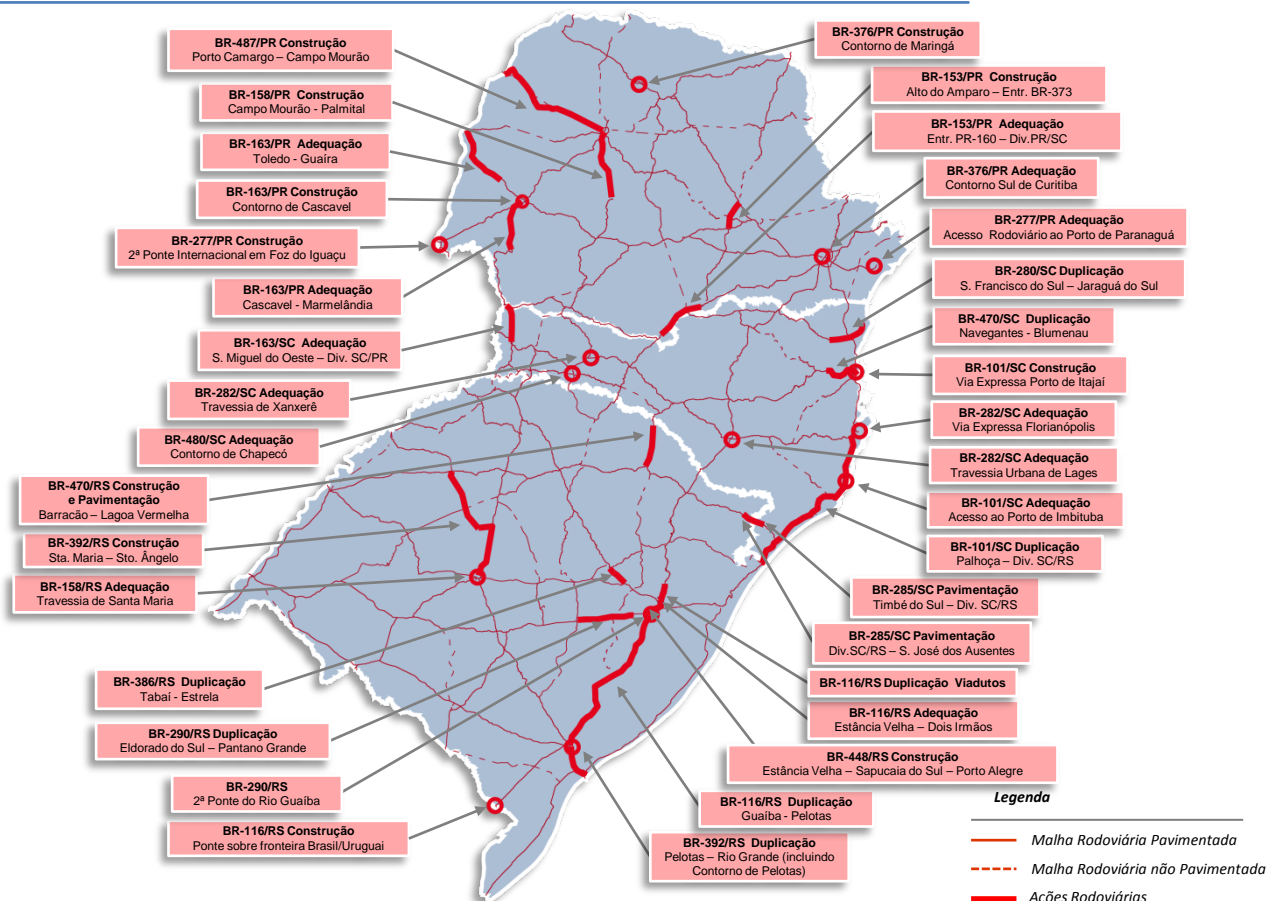 BR-487/PR Construção
Porto Camargo – Campo Mourão
BR-158/PR Construção
Campo Mourão - Palmital
BR-163/PR Adequação
Toledo - Guaíra
BR-163/PR Construção
Contorno de Cascavel
BR-277/PR Construção
2ª Ponte Internacional em Foz do Iguaçu
BR-163/PR Adequação
Cascavel - Marmelândia
BR-163/SC Adequação
S. Miguel do Oeste – Div. SC/PR
BR-282/SC Adequação
Travessia de Xanxerê
BR-480/SC Adequação
Contorno de Chapecó
BR-470/RS Construção
e Pavimentação
Barracão – Lagoa Vermelha
BR-392/RS Construção
Sta. Maria – Sto. Ângelo
BR-158/RS Adequação
Travessia de Santa Maria
BR-386/RS Duplicação
Tabaí - Estrela
BR-290/RS Duplicação
Eldorado do Sul – Pantano Grande
BR-290/RS
2ª Ponte do Rio Guaíba
BR-116/RS Construção
Ponte sobre fronteira Brasil/Uruguai
BR-376/PR Construção
Contorno de Maringá
BR-153/PR Construção
Alto do Amparo – Entr. BR-373
BR-153/PR Adequação
Entr. PR-160 – Div.PR/SC
BR-376/PR Adequação
Contorno Sul de Curitiba
BR-277/PR Adequação
Acesso Rodoviário ao Porto de Paranaguá
BR-280/SC Duplicação
S. Francisco do Sul – Jaraguá do Sul
BR-470/SC Duplicação
Navegantes - Blumenau
BR-101/SC Construção
Via Expressa Porto de Itajaí
BR-282/SC Adequação
Via Expressa Florianópolis
BR-282/SC Adequação
Travessia Urbana de Lages
BR-101/SC Adequação
Acesso ao Porto de Imbituba
BR-101/SC Duplicação
Palhoça – Div. SC/RS
BR-285/SC Pavimentação
Timbé do Sul – Div. SC/RS
BR-285/SC Pavimentação
Div.SC/RS – S. José dos Ausentes
BR-116/RS Duplicação Viadutos
BR-116/RS Adequação
Estância Velha – Dois Irmãos
BR-448/RS Construção
Estância Velha – Sapucaia do Sul – Porto Alegre
BR-116/RS Duplicação
Guaíba - Pelotas
BR-392/RS Duplicação
Pelotas – Rio Grande (incluindo
Contorno de Pelotas)
Legenda
Malha Rodoviária Pavimentada
Malha Rodoviária não Pavimentada
Ações Rodoviárias